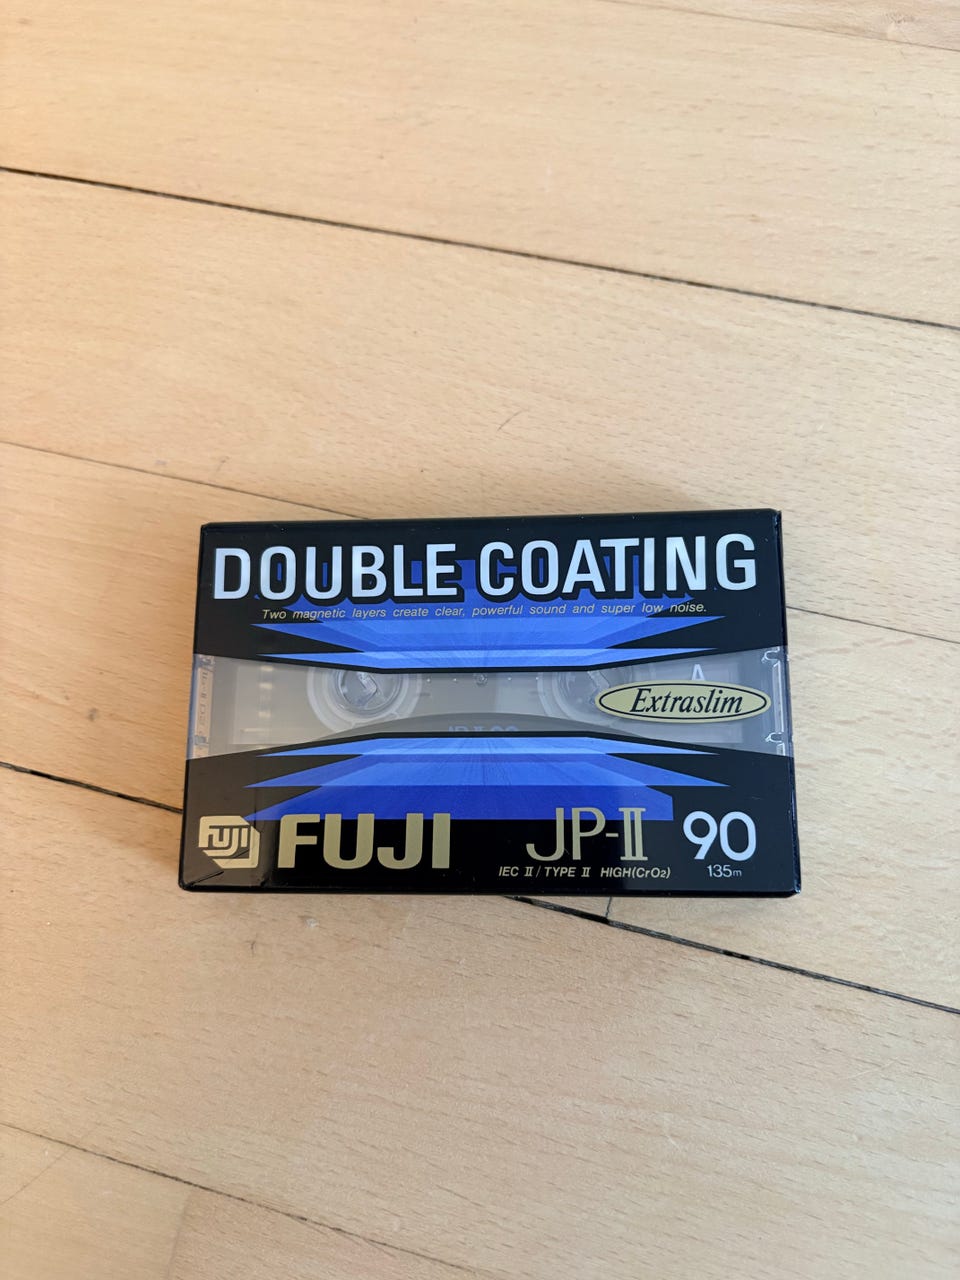 DOUBLE COATING
Two magnetic layers create clear, powerful sound and super low noise.
A
Extraslim
FUJI FUJI JP-II 90
IEC II / TYPE II HIGH (CrO₂) 135m